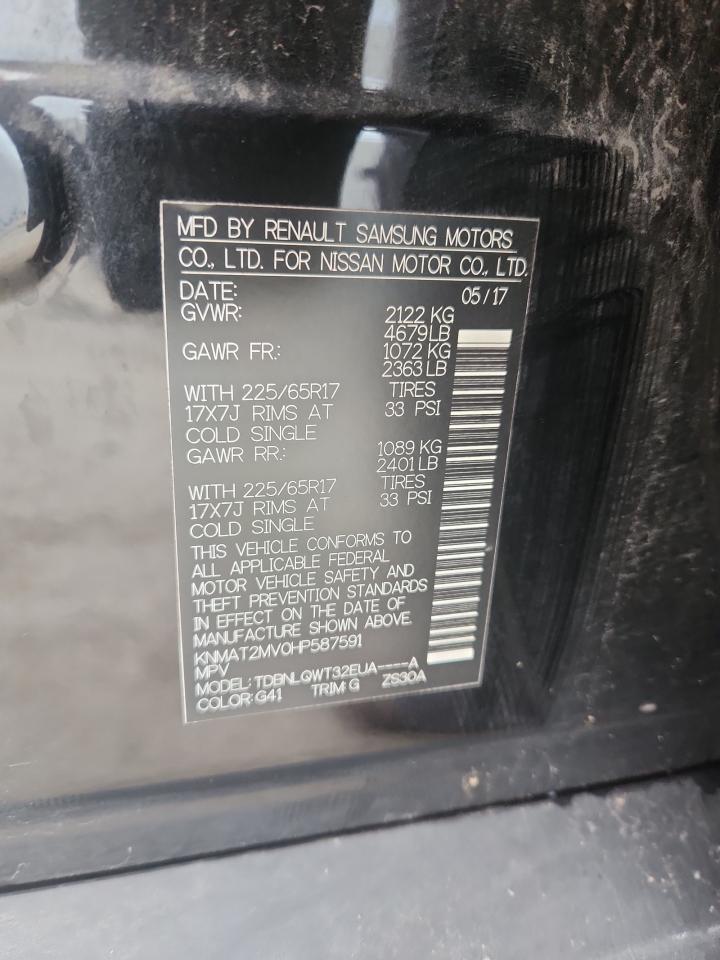 MFD BY RENAULT SAMSUNG MOTORS
CO., LTD. FOR NISSAN MOTOR CO., LTD.
DATE: 05/17
GVWR: 2122 KG
4679LB
GAWR FR.: 1072 KG
2363LB
WITH 225/65R17 TIRES
17X7J RIMS AT 33 PSI
COLD SINGLE
GAWR RR.: 1089 KG
2401LB
WITH 225/65R17 TIRES
17X7J RIMS AT 33 PSI
COLD SINGLE
THIS VEHICLE CONFORMS TO
ALL APPLICABLE FEDERAL
MOTOR VEHICLE SAFETY AND
THEFT PREVENTION STANDARDS
IN EFFECT ON THE DATE OF
MANUFACTURE SHOWN ABOVE.
KNMAT2MV0HP587591
MPV
MODEL: TDBNLQWT32EUA----A
COLOR: G41 TRIM: G ZS30A